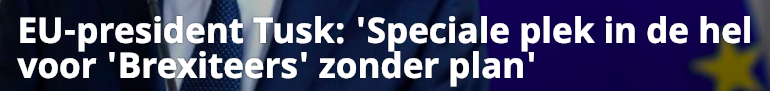 EU-president Tusk: 'Speciale plek in de hel
voor 'Brexiteers' zonder plan'